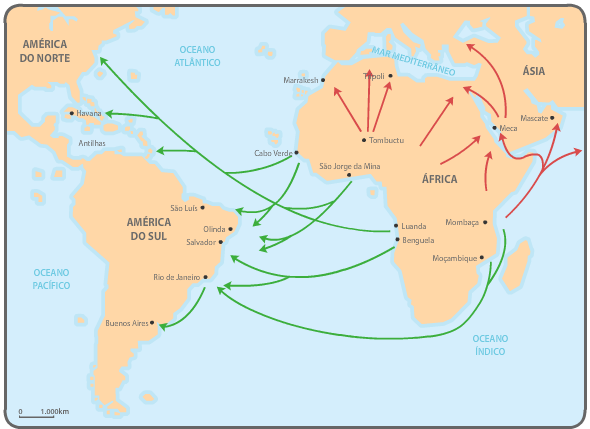 AMÉRICA
DO NORTE
OCEANO
ATLÂNTICO
MAR MEDITERRÂNEO
ÁSIA
Marrakesh
Tripoli
Havana
Mascate
Meca
Antilhas
Tombuctu
Cabo Verde
São Jorge da Mina
ÁFRICA
São Luís
AMÉRICA
DO SUL
Olinda
Salvador
Luanda
Mombaça
Benguela
Moçambique
OCEANO
PACÍFICO
Rio de Janeiro
Buenos Aires
OCEANO
ÍNDICO
0 1.000km